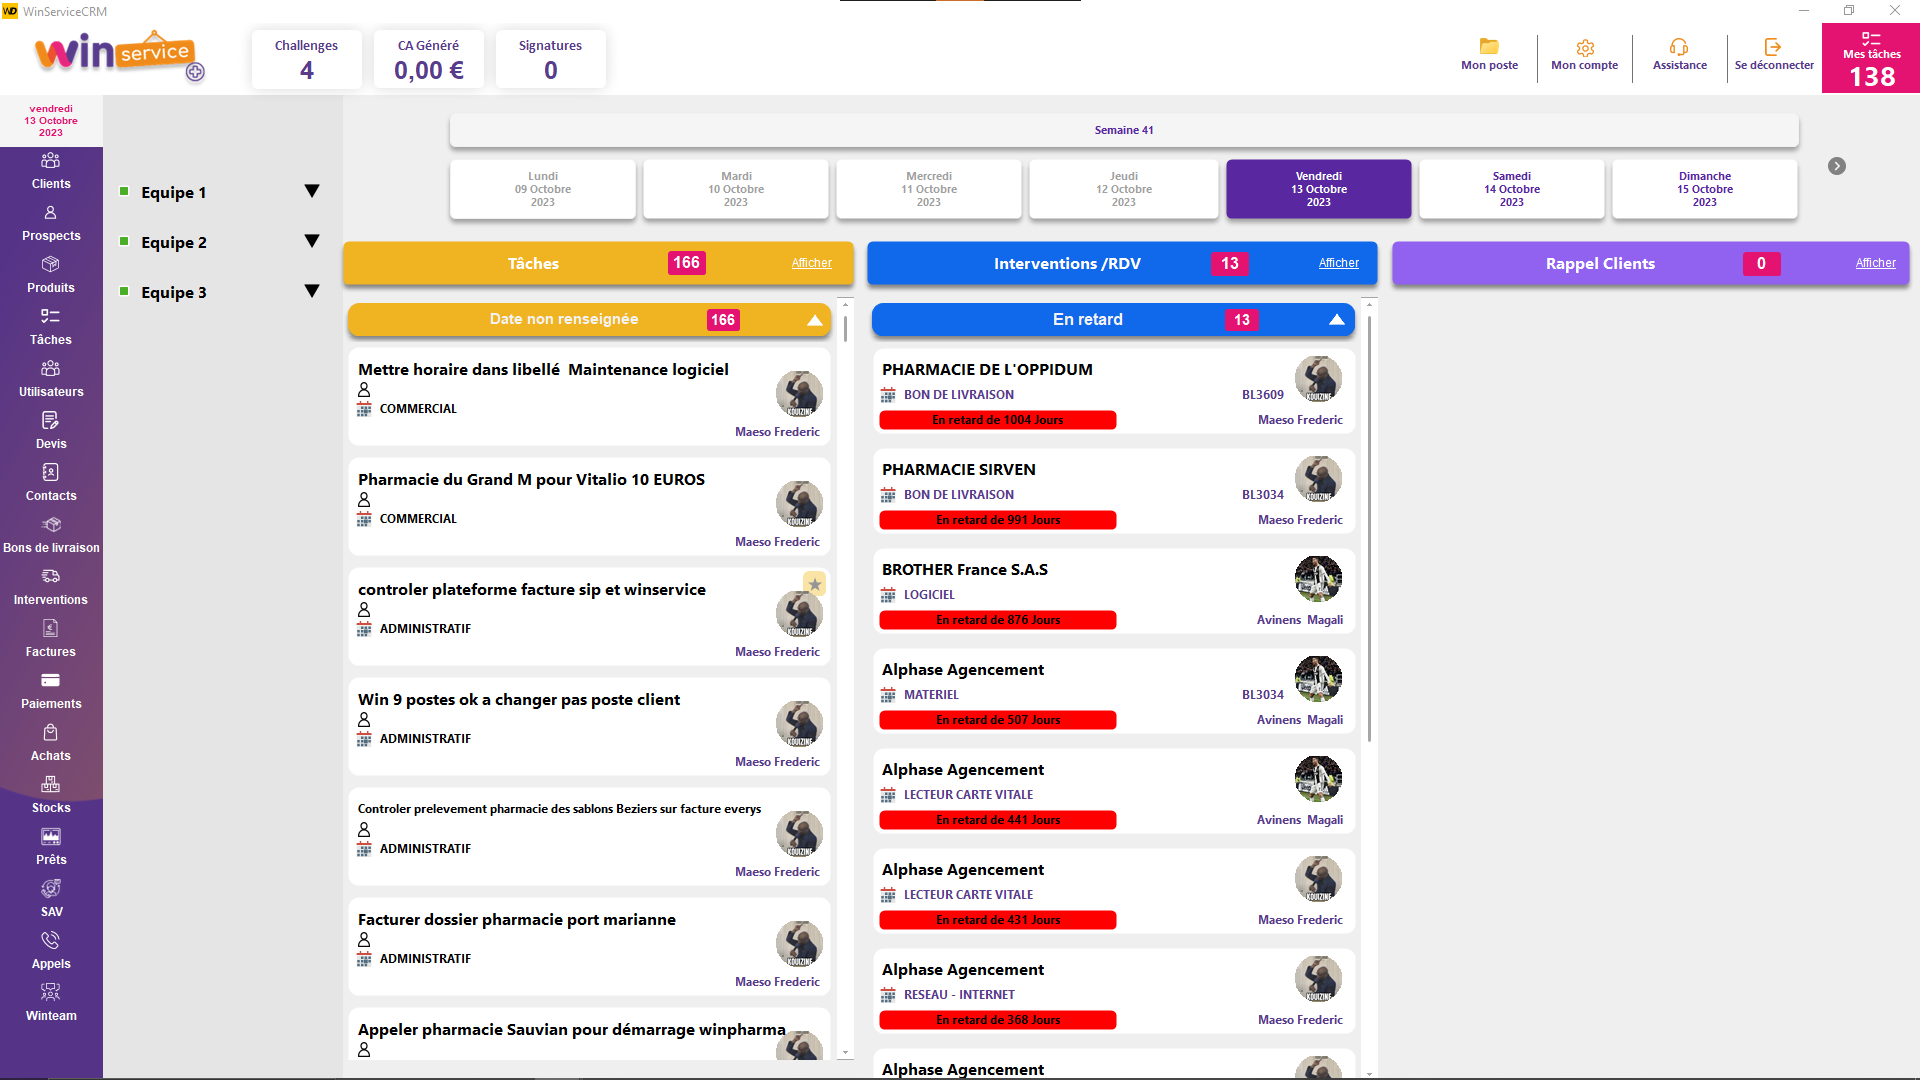 WD WinServiceCRM
Win service
Challenges
4
CA Généré
0,00 €
Signatures
0
Mon poste
Mon compte
Assistance
Se déconnecter
Mes tâches
138
vendredi
13 Octobre
2023
Clients
Prospects
Produits
Tâches
Utilisateurs
Devis
Contacts
Bons de livraison
Interventions
Factures
Paiements
Achats
Stocks
Prêts
SAV
Appels
Winteam
Equipe 1
Equipe 2
Equipe 3
Semaine 41
Lundi
09 Octobre
2023
Mardi
10 Octobre
2023
Mercredi
11 Octobre
2023
Jeudi
12 Octobre
2023
Vendredi
13 Octobre
2023
Samedi
14 Octobre
2023
Dimanche
15 Octobre
2023
Tâches 166 Afficher
Date non renseignée 166
Mettre horaire dans libellé Maintenance logiciel
COMMERCIAL
KOUIZINE
Maeso Frederic
Pharmacie du Grand M pour Vitalio 10 EUROS
COMMERCIAL
KOUIZINE
Maeso Frederic
controler plateforme facture sip et winservice
ADMINISTRATIF
KOUIZINE
Maeso Frederic
Win 9 postes ok a changer pas poste client
ADMINISTRATIF
KOUIZINE
Maeso Frederic
Controler prelevement pharmacie des sablons Beziers sur facture everys
ADMINISTRATIF
KOUIZINE
Maeso Frederic
Facturer dossier pharmacie port marianne
ADMINISTRATIF
KOUIZINE
Maeso Frederic
Appeler pharmacie Sauvian pour démarrage winpharma
Interventions /RDV 13 Afficher
En retard 13
PHARMACIE DE L'OPPIDUM
BON DE LIVRAISON BL3609
KOUIZINE
En retard de 1004 Jours Maeso Frederic
PHARMACIE SIRVEN
BON DE LIVRAISON BL3034
KOUIZINE
En retard de 991 Jours Maeso Frederic
BROTHER France S.A.S
LOGICIEL
En retard de 876 Jours Avinens Magali
Alphase Agencement
MATERIEL BL3034
En retard de 507 Jours Avinens Magali
Alphase Agencement
LECTEUR CARTE VITALE
En retard de 441 Jours Avinens Magali
Alphase Agencement
LECTEUR CARTE VITALE
KOUIZINE
En retard de 431 Jours Maeso Frederic
Alphase Agencement
RESEAU - INTERNET
KOUIZINE
En retard de 368 Jours Maeso Frederic
Alphase Agencement
Rappel Clients 0 Afficher